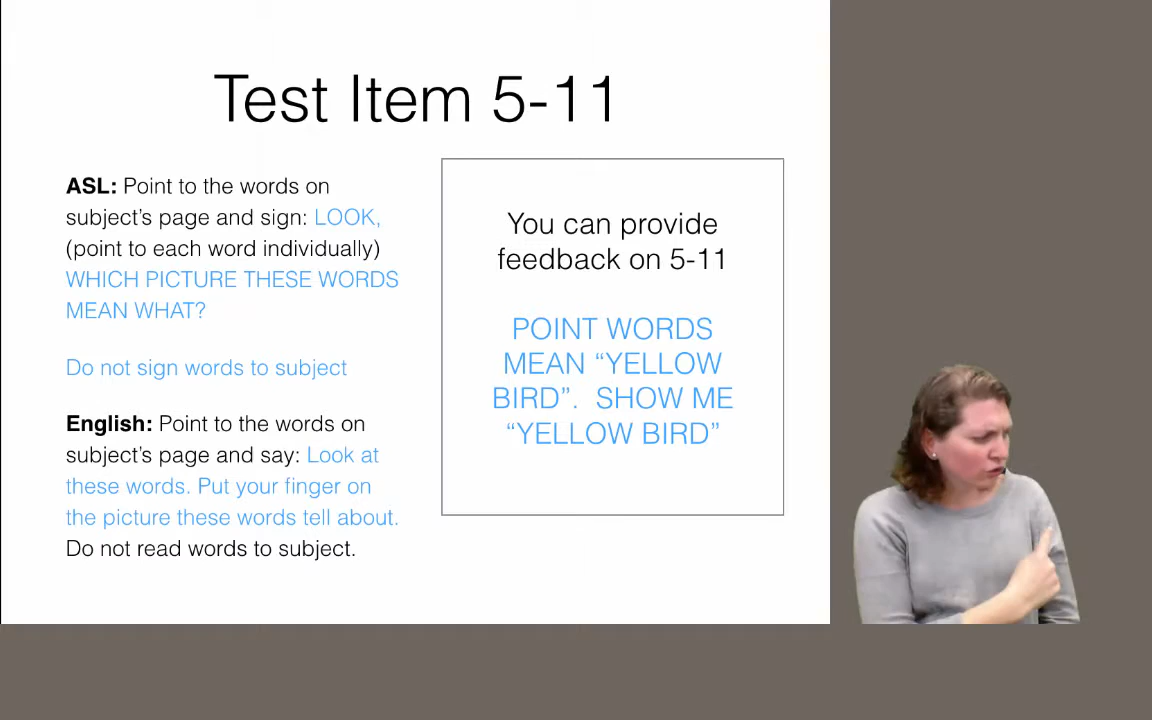 Test Item 5-11
ASL: Point to the words on
subject's page and sign: LOOK,
(point to each word individually)
WHICH PICTURE THESE WORDS
MEAN WHAT?
Do not sign words to subject
English: Point to the words on
subject's page and say: Look at
these words. Put your finger on
the picture these words tell about.
Do not read words to subject.
You can provide
feedback on 5-11
POINT WORDS
MEAN “YELLOW
BIRD”. SHOW ME
“YELLOW BIRD”